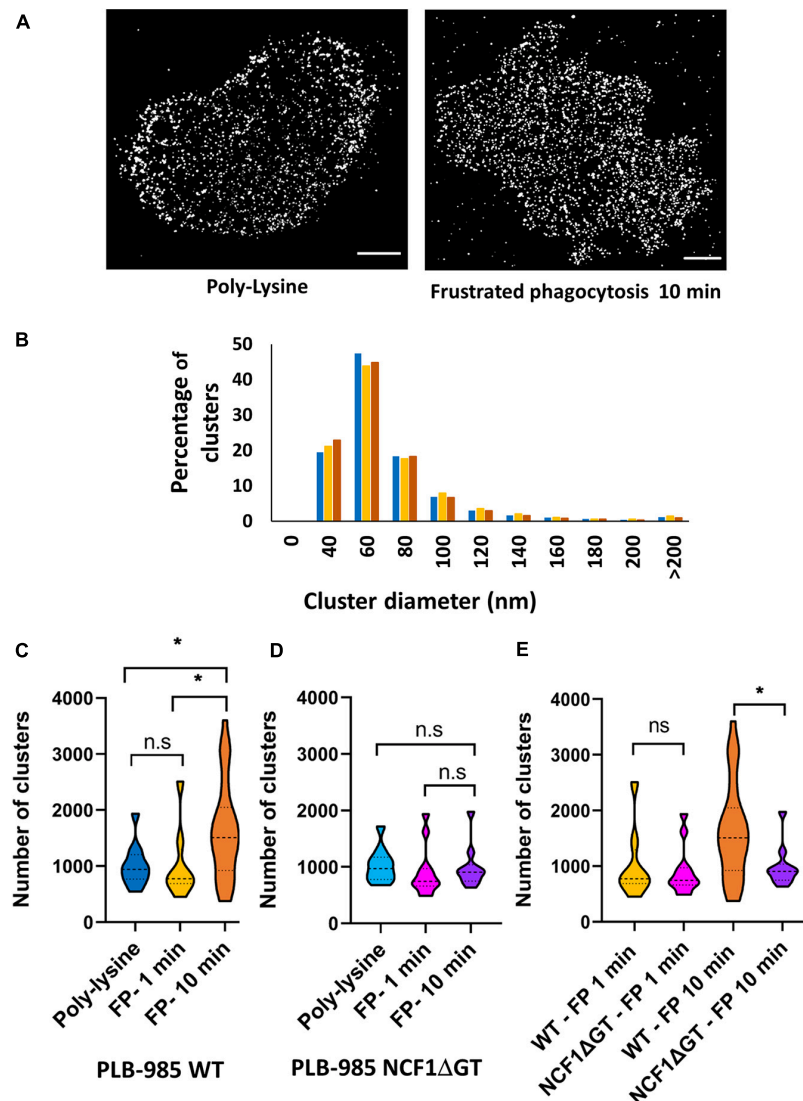 A
Poly-Lysine
Frustrated phagocytosis 10 min
B
Percentage of
clusters
50
40
30
20
10
0
0
40
60
80
100
120
140
160
180
200
>200
Cluster diameter (nm)
C
*
*
n.s
Number of clusters
4000
3000
2000
1000
0
Poly-lysine
FP- 1 min
FP- 10 min
PLB-985 WT
D
n.s
n.s
Number of clusters
4000
3000
2000
1000
0
Poly-lysine
FP- 1 min
FP- 10 min
PLB-985 NCF1ΔGT
E
ns
*
Number of clusters
4000
3000
2000
1000
0
WT - FP 1 min
NCF1ΔGT - FP 1 min
WT - FP 10 min
NCF1ΔGT - FP 10 min